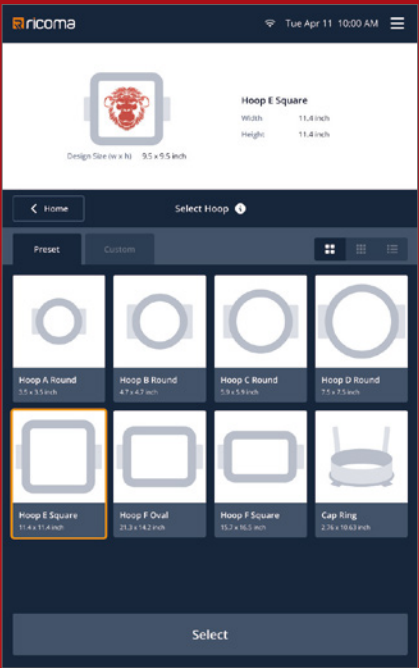 ricoma
Tue Apr 11 10:00 AM
Hoop E Square
Width 11.4 inch
Height 11.4 inch
Design Size (w x h) 9.5 x 9.5 inch
Home
Select Hoop
Preset Custom
Hoop A Round
3.5 x 3.5 inch
Hoop B Round
4.7 x 4.7 inch
Hoop C Round
5.9 x 5.9 inch
Hoop D Round
7.5 x 7.5 inch
Hoop E Square
11.4 x 11.4 inch
Hoop F Oval
21.3 x 14.2 inch
Hoop F Square
15.7 x 16.5 inch
Cap Ring
2.76 x 10.63 inch
Select